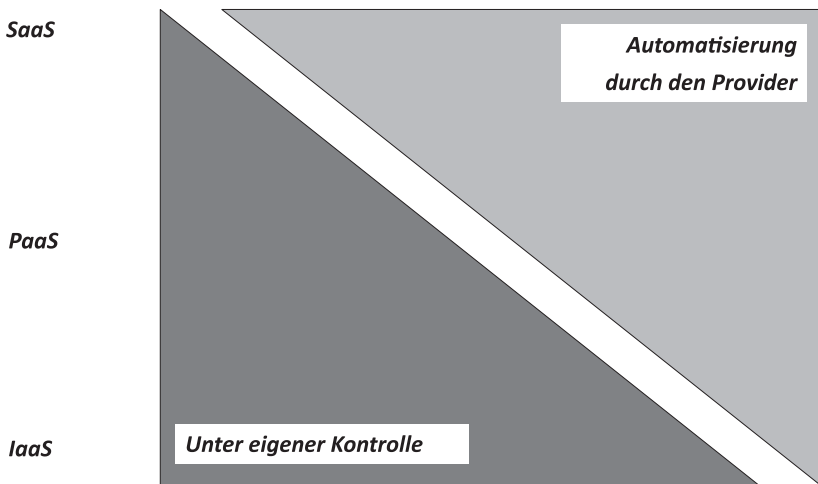 SaaS
Automatisierung
durch den Provider
PaaS
Unter eigener Kontrolle
IaaS